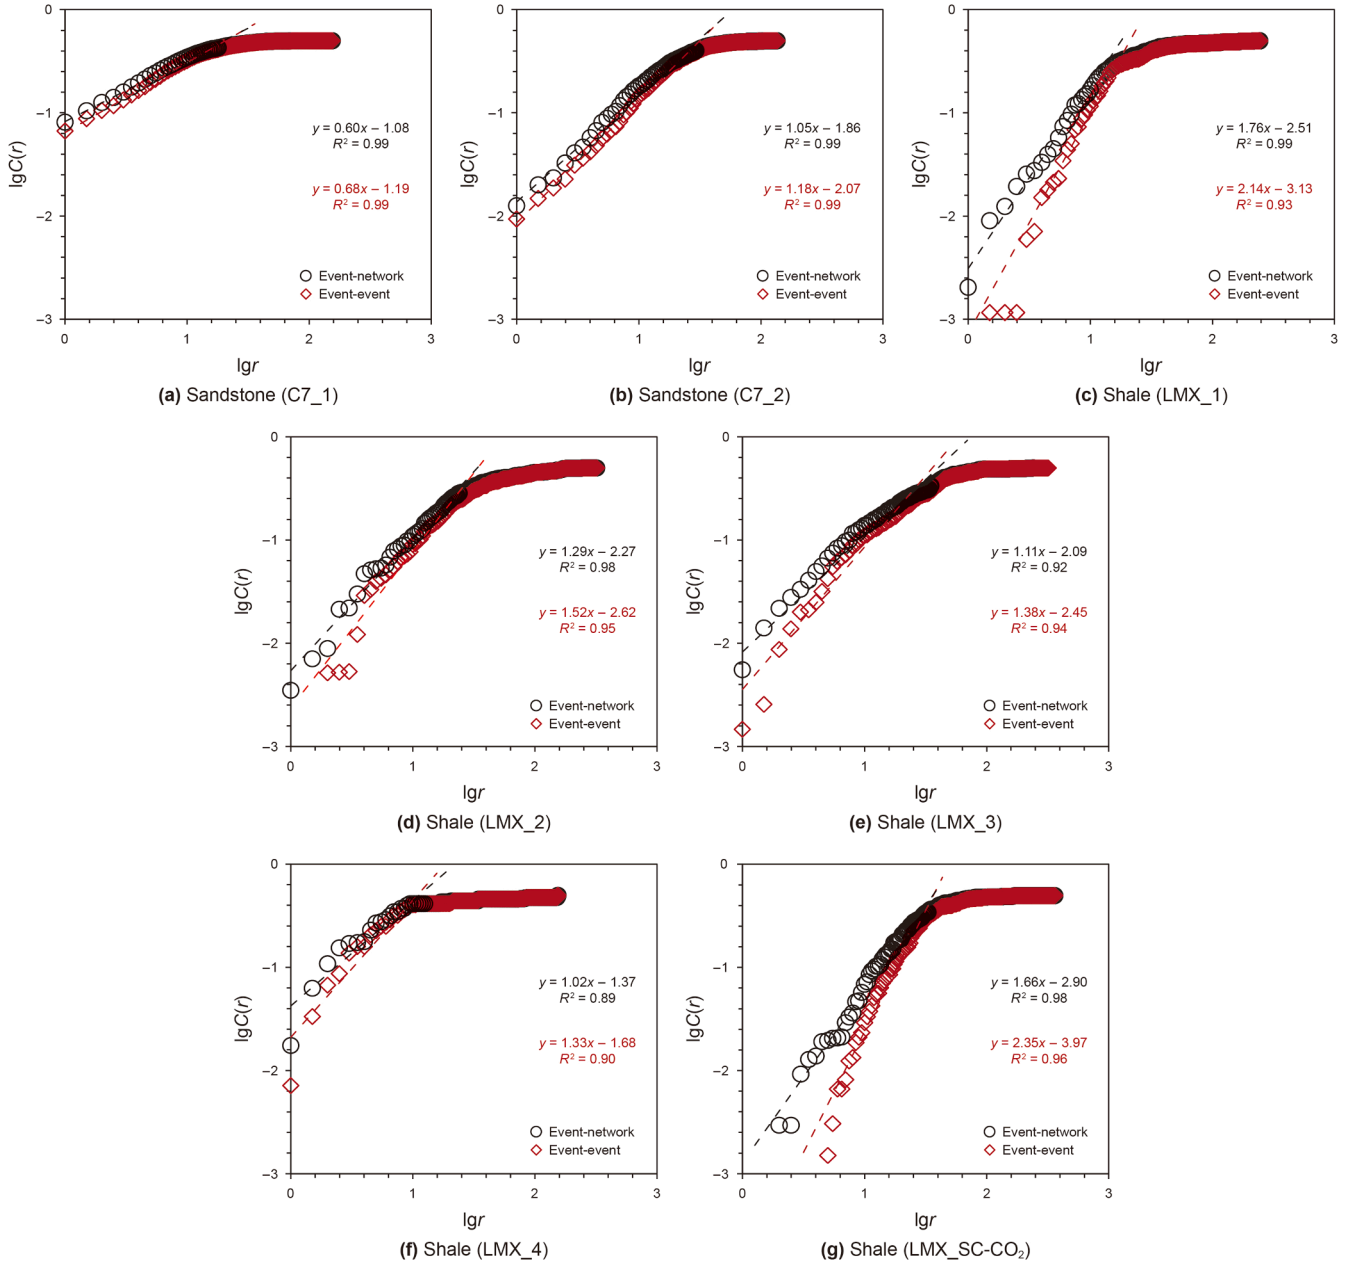 0
−1
−2
−3
lgC(r)
0
1
2
3
lgr
y = 0.60x − 1.08
R² = 0.99
y = 0.68x − 1.19
R² = 0.99
Event-network
Event-event
(a) Sandstone (C7_1)
0
−1
−2
−3
lgC(r)
0
1
2
3
lgr
y = 1.05x − 1.86
R² = 0.99
y = 1.18x − 2.07
R² = 0.99
Event-network
Event-event
(b) Sandstone (C7_2)
0
−1
−2
−3
lgC(r)
0
1
2
3
lgr
y = 1.76x − 2.51
R² = 0.99
y = 2.14x − 3.13
R² = 0.93
Event-network
Event-event
(c) Shale (LMX_1)
0
−1
−2
−3
lgC(r)
0
1
2
3
lgr
y = 1.29x − 2.27
R² = 0.98
y = 1.52x − 2.62
R² = 0.95
Event-network
Event-event
(d) Shale (LMX_2)
0
−1
−2
−3
lgC(r)
0
1
2
3
lgr
y = 1.11x − 2.09
R² = 0.92
y = 1.38x − 2.45
R² = 0.94
Event-network
Event-event
(e) Shale (LMX_3)
0
−1
−2
−3
lgC(r)
0
1
2
3
lgr
y = 1.02x − 1.37
R² = 0.89
y = 1.33x − 1.68
R² = 0.90
Event-network
Event-event
(f) Shale (LMX_4)
0
−1
−2
−3
lgC(r)
0
1
2
3
lgr
y = 1.66x − 2.90
R² = 0.98
y = 2.35x − 3.97
R² = 0.96
Event-network
Event-event
(g) Shale (LMX_SC-CO₂)